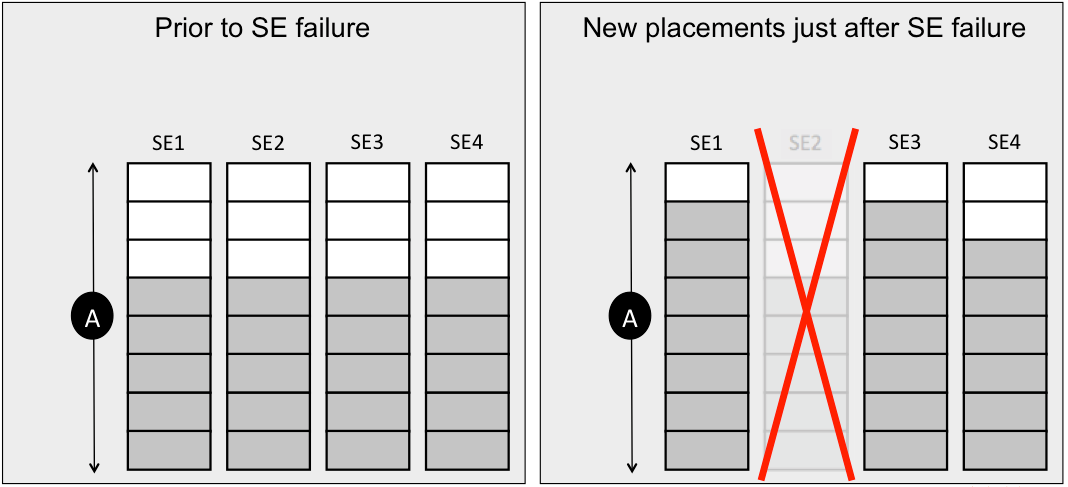 Prior to SE failure
SE1 SE2 SE3 SE4
A
New placements just after SE failure
SE1 SE2 SE3 SE4
A